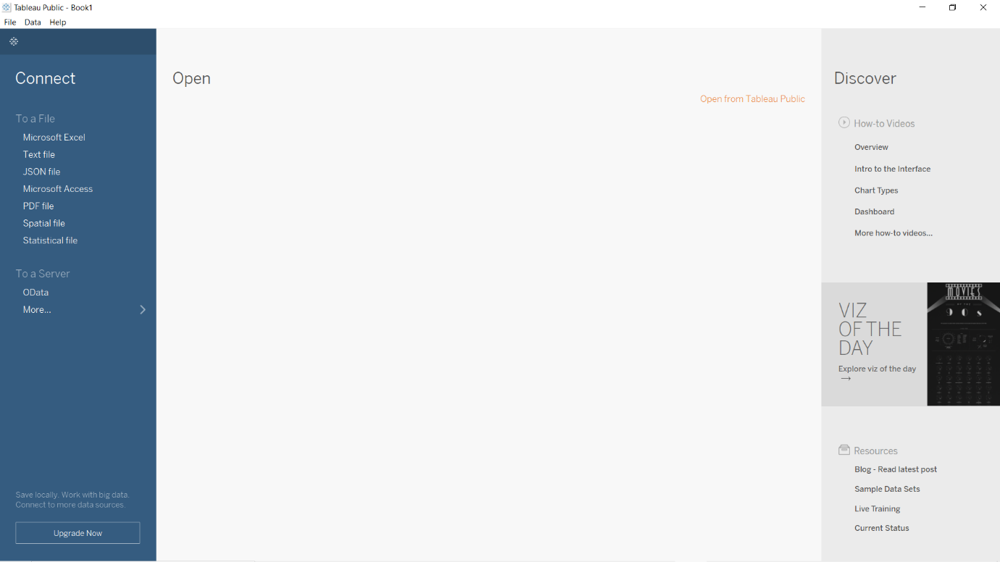 Tableau Public - Book1
File Data Help
Connect
To a File
Microsoft Excel
Text file
JSON file
Microsoft Access
PDF file
Spatial file
Statistical file
To a Server
OData
More...
Save locally. Work with big data.
Connect to more data sources.
Upgrade Now
Open
Open from Tableau Public
Discover
How-to Videos
Overview
Intro to the Interface
Chart Types
Dashboard
More how-to videos...
VIZ
OF THE
DAY
Explore viz of the day
MOVIES
90s
Resources
Blog - Read latest post
Sample Data Sets
Live Training
Current Status